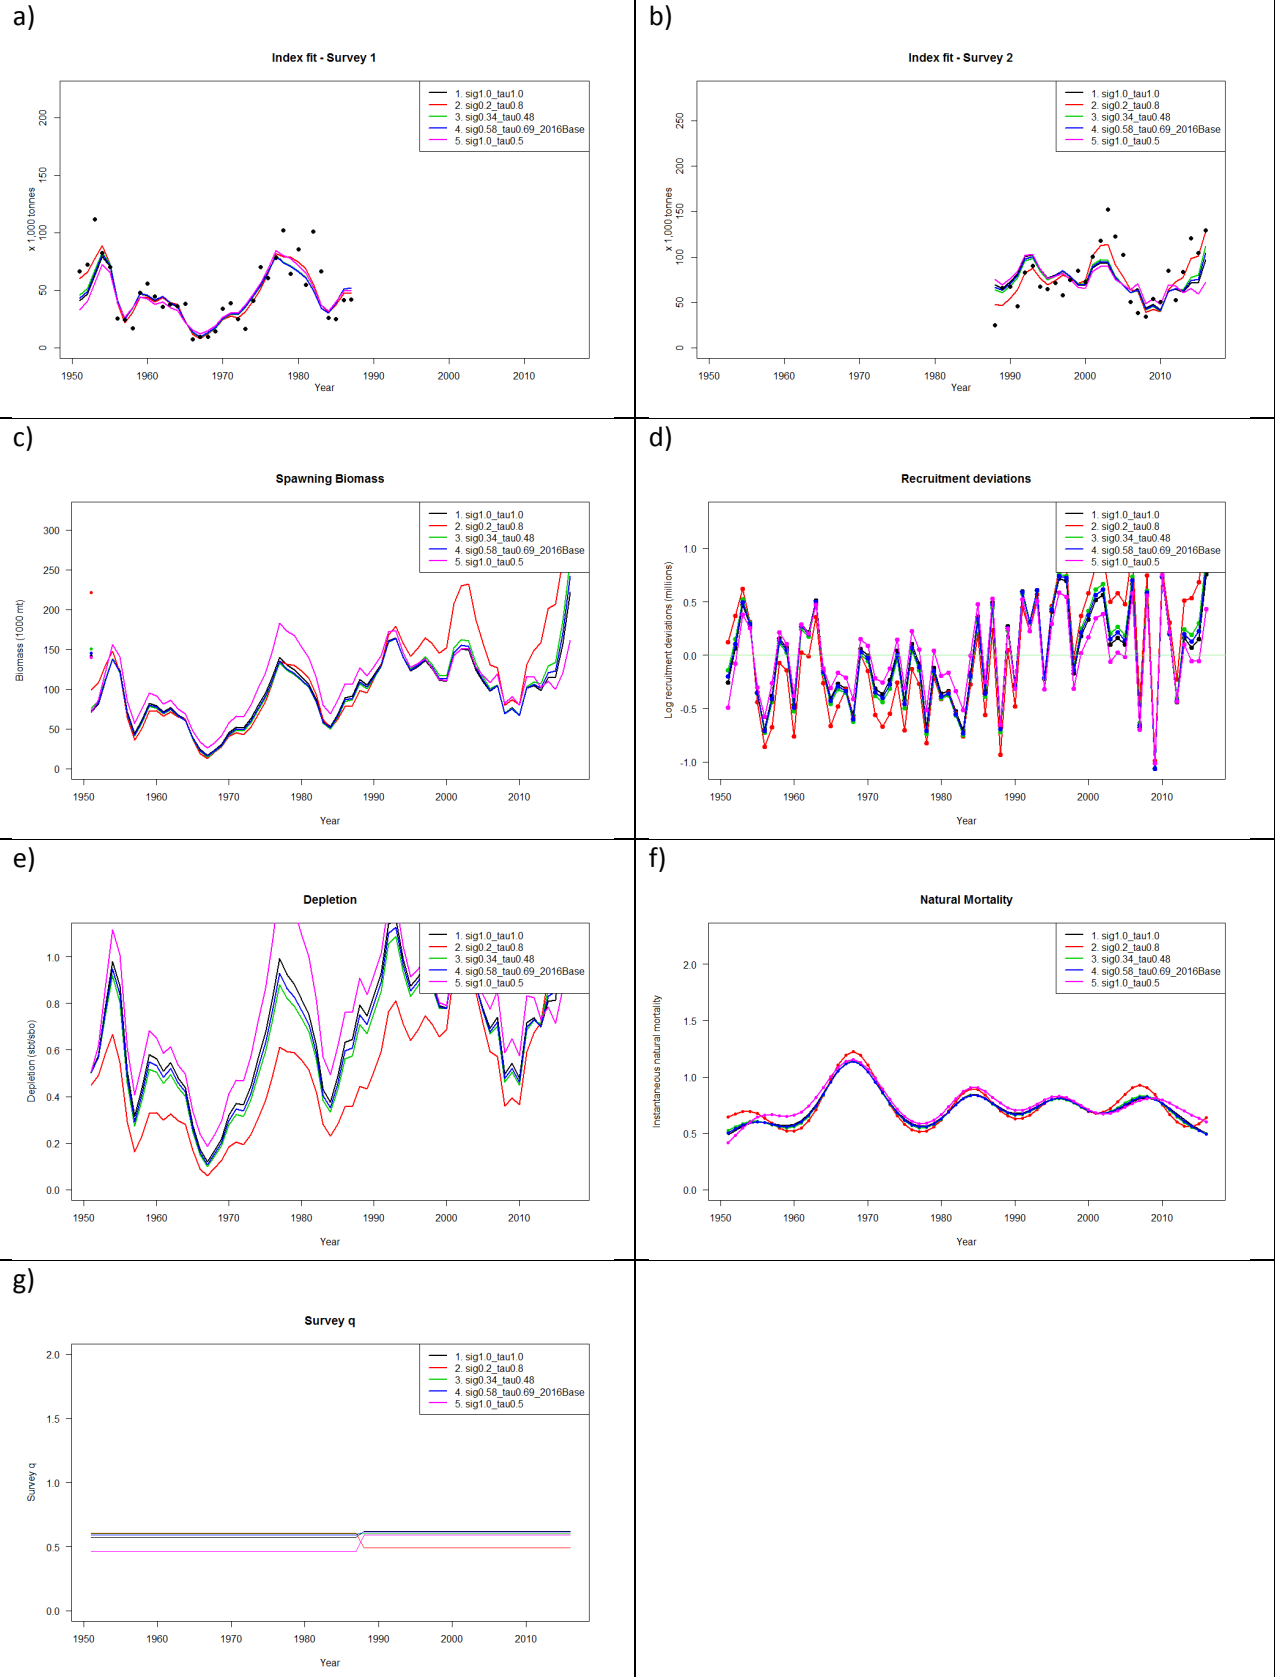 a)
Index fit - Survey 1
1. sig1.0_tau1.0
2. sig0.2_tau0.8
3. sig0.34_tau0.48
4. sig0.58_tau0.69_2016Base
5. sig1.0_tau0.5
x 1,000 tonnes
0 50 100 150 200
1950 1960 1970 1980 1990 2000 2010
Year
b)
Index fit - Survey 2
1. sig1.0_tau1.0
2. sig0.2_tau0.8
3. sig0.34_tau0.48
4. sig0.58_tau0.69_2016Base
5. sig1.0_tau0.5
x 1,000 tonnes
0 50 100 150 200 250
1950 1960 1970 1980 1990 2000 2010
Year
c)
Spawning Biomass
1. sig1.0_tau1.0
2. sig0.2_tau0.8
3. sig0.34_tau0.48
4. sig0.58_tau0.69_2016Base
5. sig1.0_tau0.5
Biomass (1000 mt)
300
250
200
150
100
50
0
1950 1960 1970 1980 1990 2000 2010
Year
d)
Recruitment deviations
1. sig1.0_tau1.0
2. sig0.2_tau0.8
3. sig0.34_tau0.48
4. sig0.58_tau0.69_2016Base
5. sig1.0_tau0.5
Log recruitment deviations (millions)
1.0
0.5
0.0
-0.5
-1.0
1950 1960 1970 1980 1990 2000 2010
Year
e)
Depletion
1. sig1.0_tau1.0
2. sig0.2_tau0.8
3. sig0.34_tau0.48
4. sig0.58_tau0.69_2016Base
5. sig1.0_tau0.5
Depletion (sbt/sbo)
1.0
0.8
0.6
0.4
0.2
0.0
1950 1960 1970 1980 1990 2000 2010
Year
f)
Natural Mortality
1. sig1.0_tau1.0
2. sig0.2_tau0.8
3. sig0.34_tau0.48
4. sig0.58_tau0.69_2016Base
5. sig1.0_tau0.5
Instantaneous natural mortality
2.0
1.5
1.0
0.5
0.0
1950 1960 1970 1980 1990 2000 2010
Year
g)
Survey q
1. sig1.0_tau1.0
2. sig0.2_tau0.8
3. sig0.34_tau0.48
4. sig0.58_tau0.69_2016Base
5. sig1.0_tau0.5
Survey q
2.0
1.5
1.0
0.5
0.0
1950 1960 1970 1980 1990 2000 2010
Year